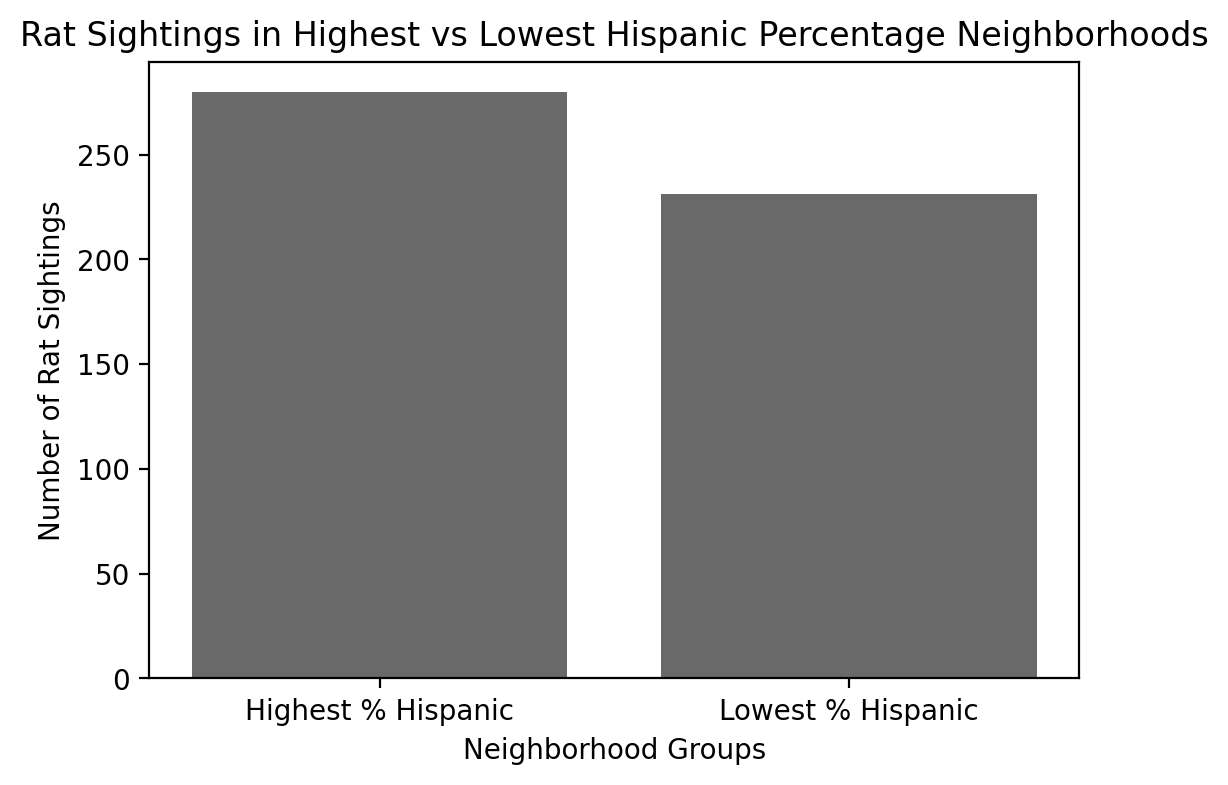 Rat Sightings in Highest vs Lowest Hispanic Percentage Neighborhoods
Number of Rat Sightings
250
200
150
100
50
0
Highest % Hispanic
Lowest % Hispanic
Neighborhood Groups